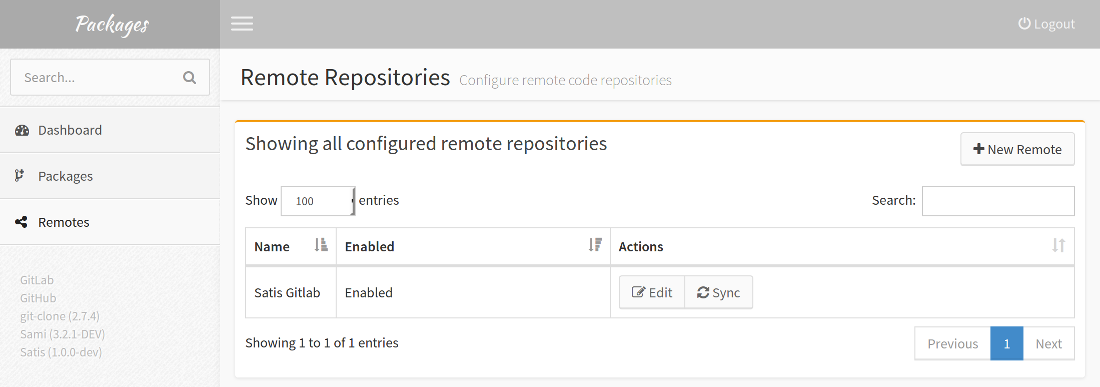 Packages
Logout
Search...
Remote Repositories Configure remote code repositories
Dashboard
Packages
Remotes
GitLab
GitHub
git-clone (2.7.4)
Sami (3.2.1-DEV)
Satis (1.0.0-dev)
Showing all configured remote repositories
New Remote
Show 100 entries
Search:
Name Enabled Actions
Satis Gitlab Enabled Edit Sync
Showing 1 to 1 of 1 entries
Previous 1 Next